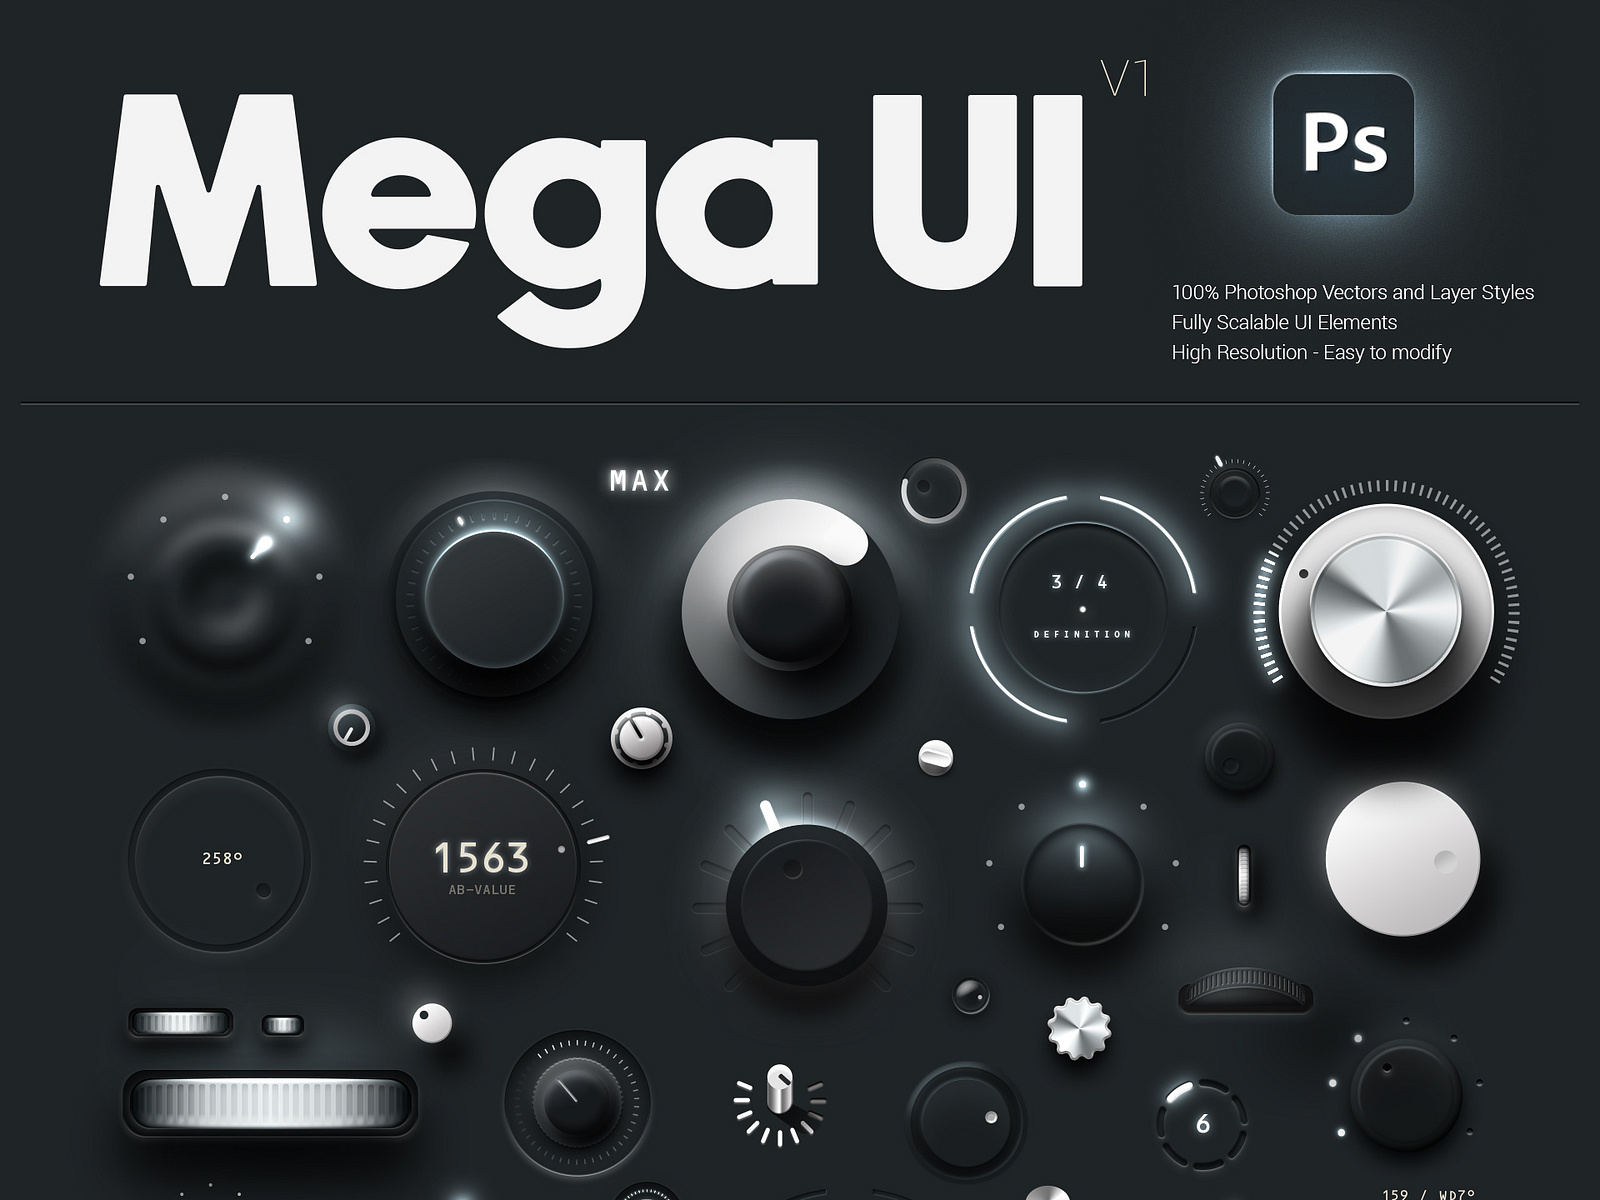 Mega UI
V1
Ps
100% Photoshop Vectors and Layer Styles
Fully Scalable UI Elements
High Resolution - Easy to modify
MAX
3 / 4
DEFINITION
258°
1563
AB-VALUE
6
159 / WD7°